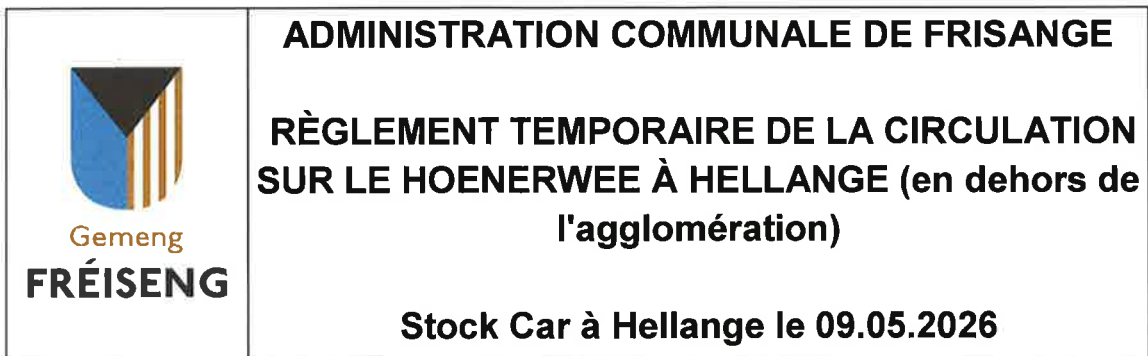 Gemeng
FRÉISENG
ADMINISTRATION COMMUNALE DE FRISANGE
RÈGLEMENT TEMPORAIRE DE LA CIRCULATION
SUR LE HOENERWEE À HELLANGE (en dehors de
l'agglomération)
Stock Car à Hellange le 09.05.2026